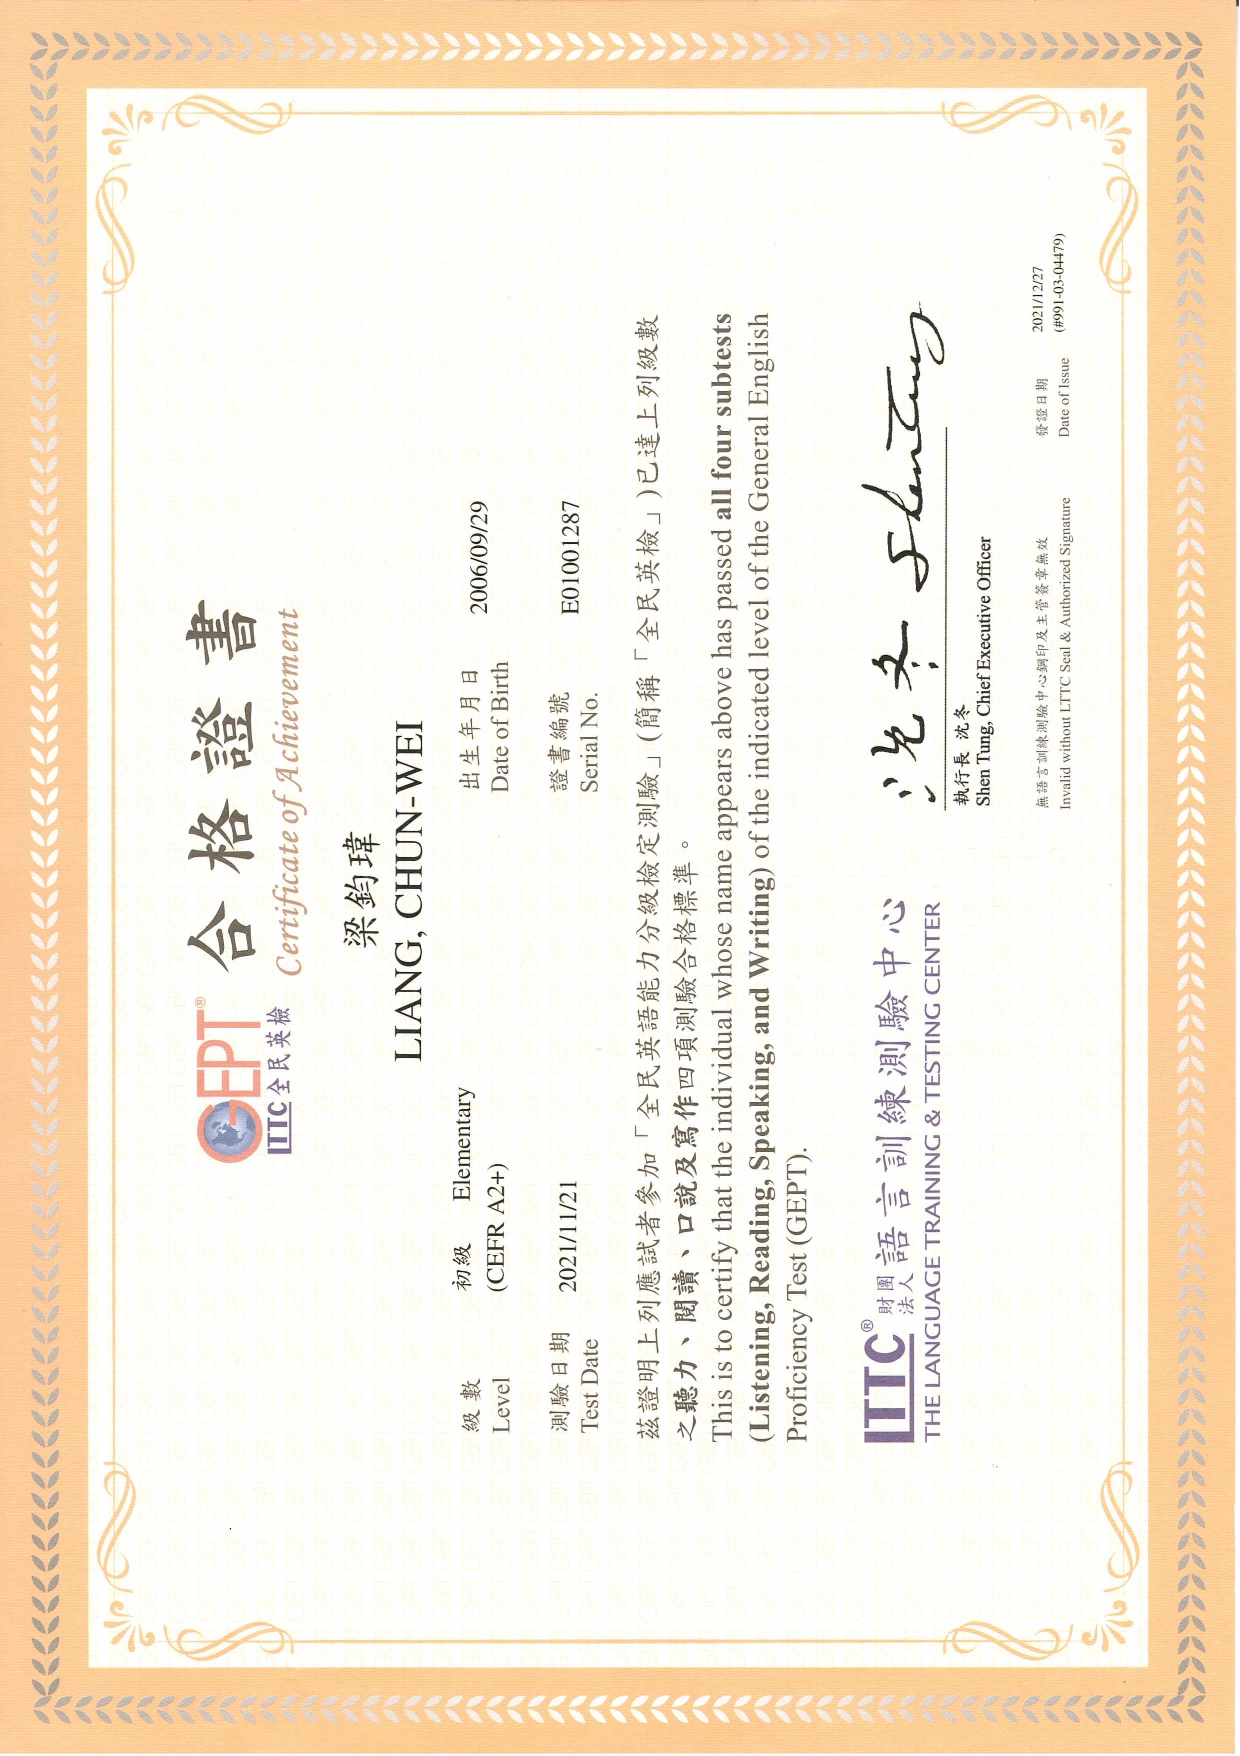 GEPT®
LTTC 全民英檢
合格證書
Certificate of Achievement
梁鈞瑋
LIANG, CHUN-WEI
級數 初級 Elementary 出生年月日 2006/09/29
Level (CEFR A2+) Date of Birth
測驗日期 2021/11/21 證書編號 E01001287
Test Date Serial No.
茲證明上列應試者參加「全民英語能力分級檢定測驗」(簡稱「全民英檢」)已達上列級數
之聽力、閱讀、口說及寫作四項測驗合格標準。
This is to certify that the individual whose name appears above has passed all four subtests
(Listening, Reading, Speaking, and Writing) of the indicated level of the General English
Proficiency Test (GEPT).
LTTC® 財團法人 語言訓練測驗中心
THE LANGUAGE TRAINING & TESTING CENTER
沈冬 Shen Tung
執行長 沈冬
Shen Tung, Chief Executive Officer
無語言訓練測驗中心鋼印及主管簽章無效 發證日期 2021/12/27
Invalid without LTTC Seal & Authorized Signature Date of Issue (#991-03-04479)